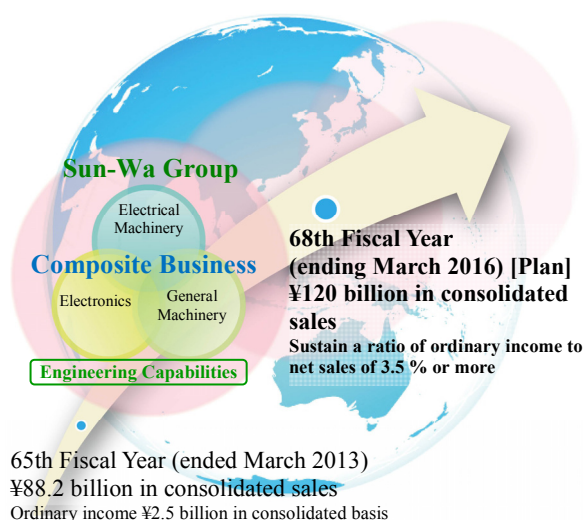 Sun-Wa Group
Electrical
Machinery
Composite Business
Electronics
General
Machinery
Engineering Capabilities
68th Fiscal Year
(ending March 2016) [Plan]
¥120 billion in consolidated
sales
Sustain a ratio of ordinary income to
net sales of 3.5 % or more
65th Fiscal Year (ended March 2013)
¥88.2 billion in consolidated sales
Ordinary income ¥2.5 billion in consolidated basis